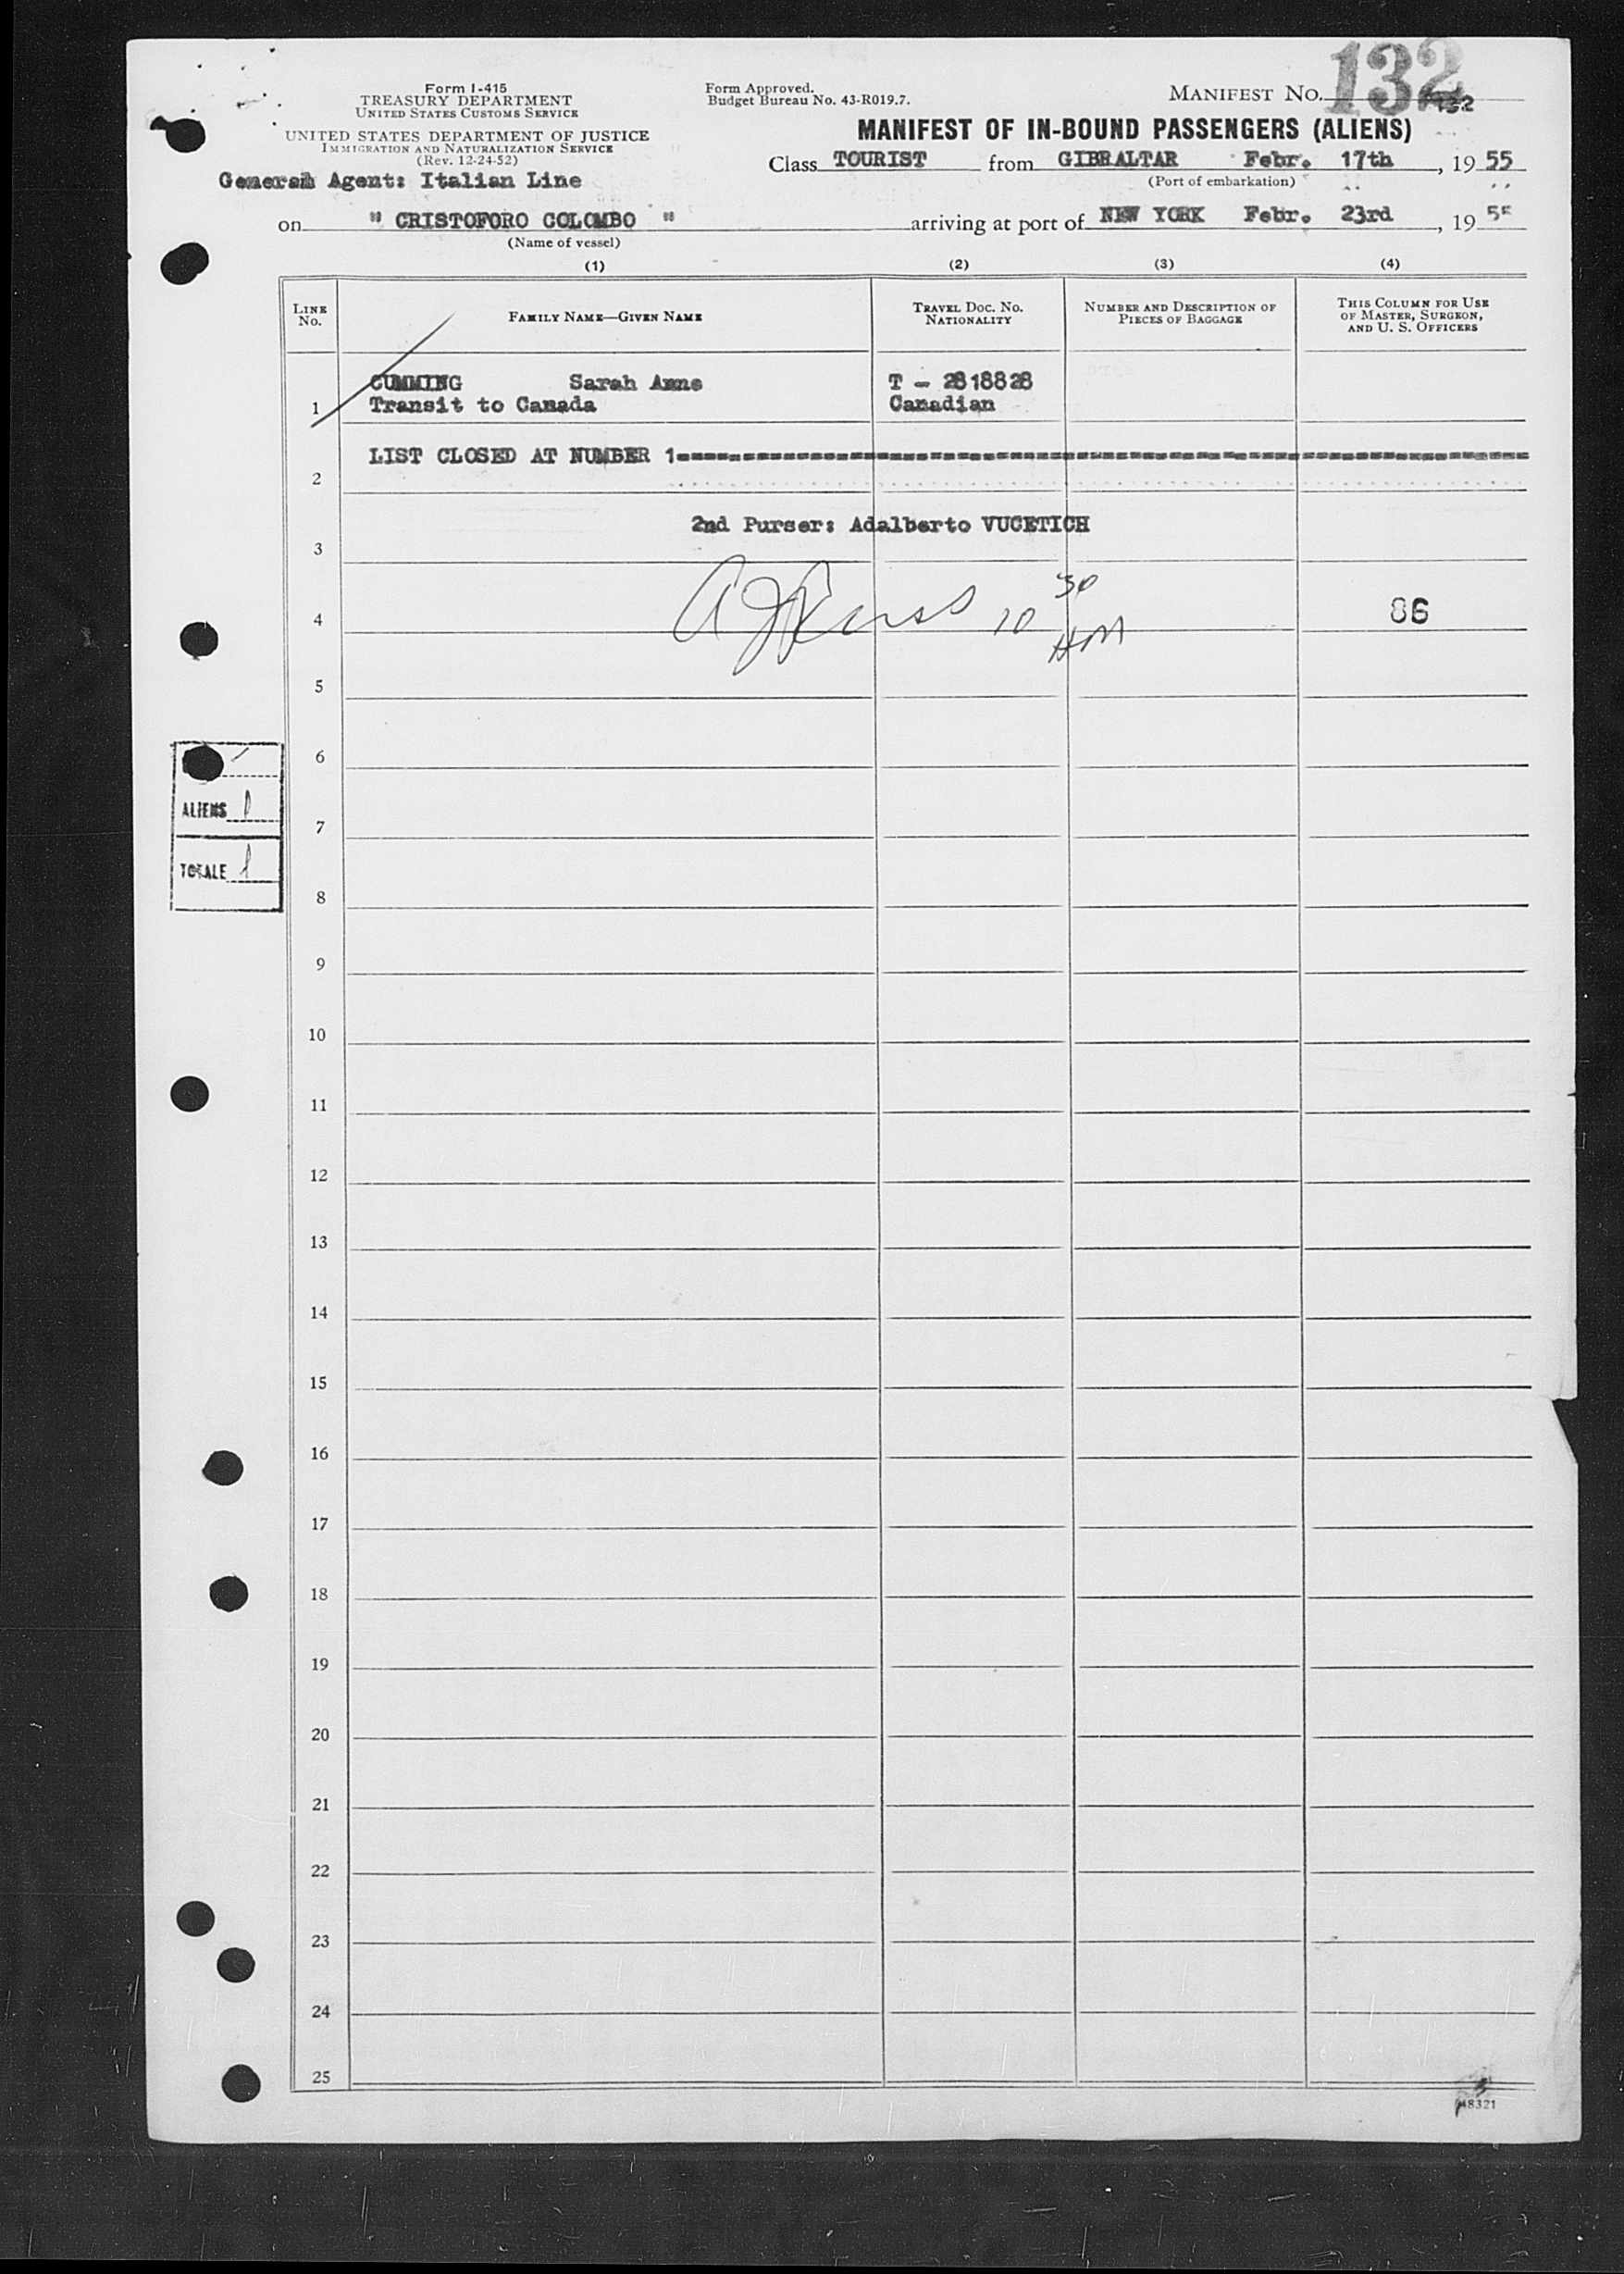 Form I-415
TREASURY DEPARTMENT
UNITED STATES CUSTOMS SERVICE
UNITED STATES DEPARTMENT OF JUSTICE
IMMIGRATION AND NATURALIZATION SERVICE
(Rev. 12-24-52)
Form Approved.
Budget Bureau No. 43-R019.7.
MANIFEST NO. 132
132
MANIFEST OF IN-BOUND PASSENGERS (ALIENS)
Class TOURIST from GIBRALTAR Febr. 17th, 19 55
(Port of embarkation)
General Agent: Italian Line
on " CRISTOFORO COLOMBO " arriving at port of NEW YORK Febr. 23rd, 19 55
(Name of vessel)
(1) (2) (3) (4)
LINE NO. FAMILY NAME—GIVEN NAME TRAVEL DOC. NO. NATIONALITY NUMBER AND DESCRIPTION OF PIECES OF BAGGAGE THIS COLUMN FOR USE OF MASTER, SURGEON, AND U. S. OFFICERS
CUMMING Sarah Anne T - 2818828
1 Transit to Canada Canadian
LIST CLOSED AT NUMBER 1
2
2nd Purser: Adalberto VUCETICH
3
4 10 30 AM 86
5
6
ALIENS 1
7
TOTALE 1
8
9
10
11
12
13
14
15
16
17
18
19
20
21
22
23
24
25
48321